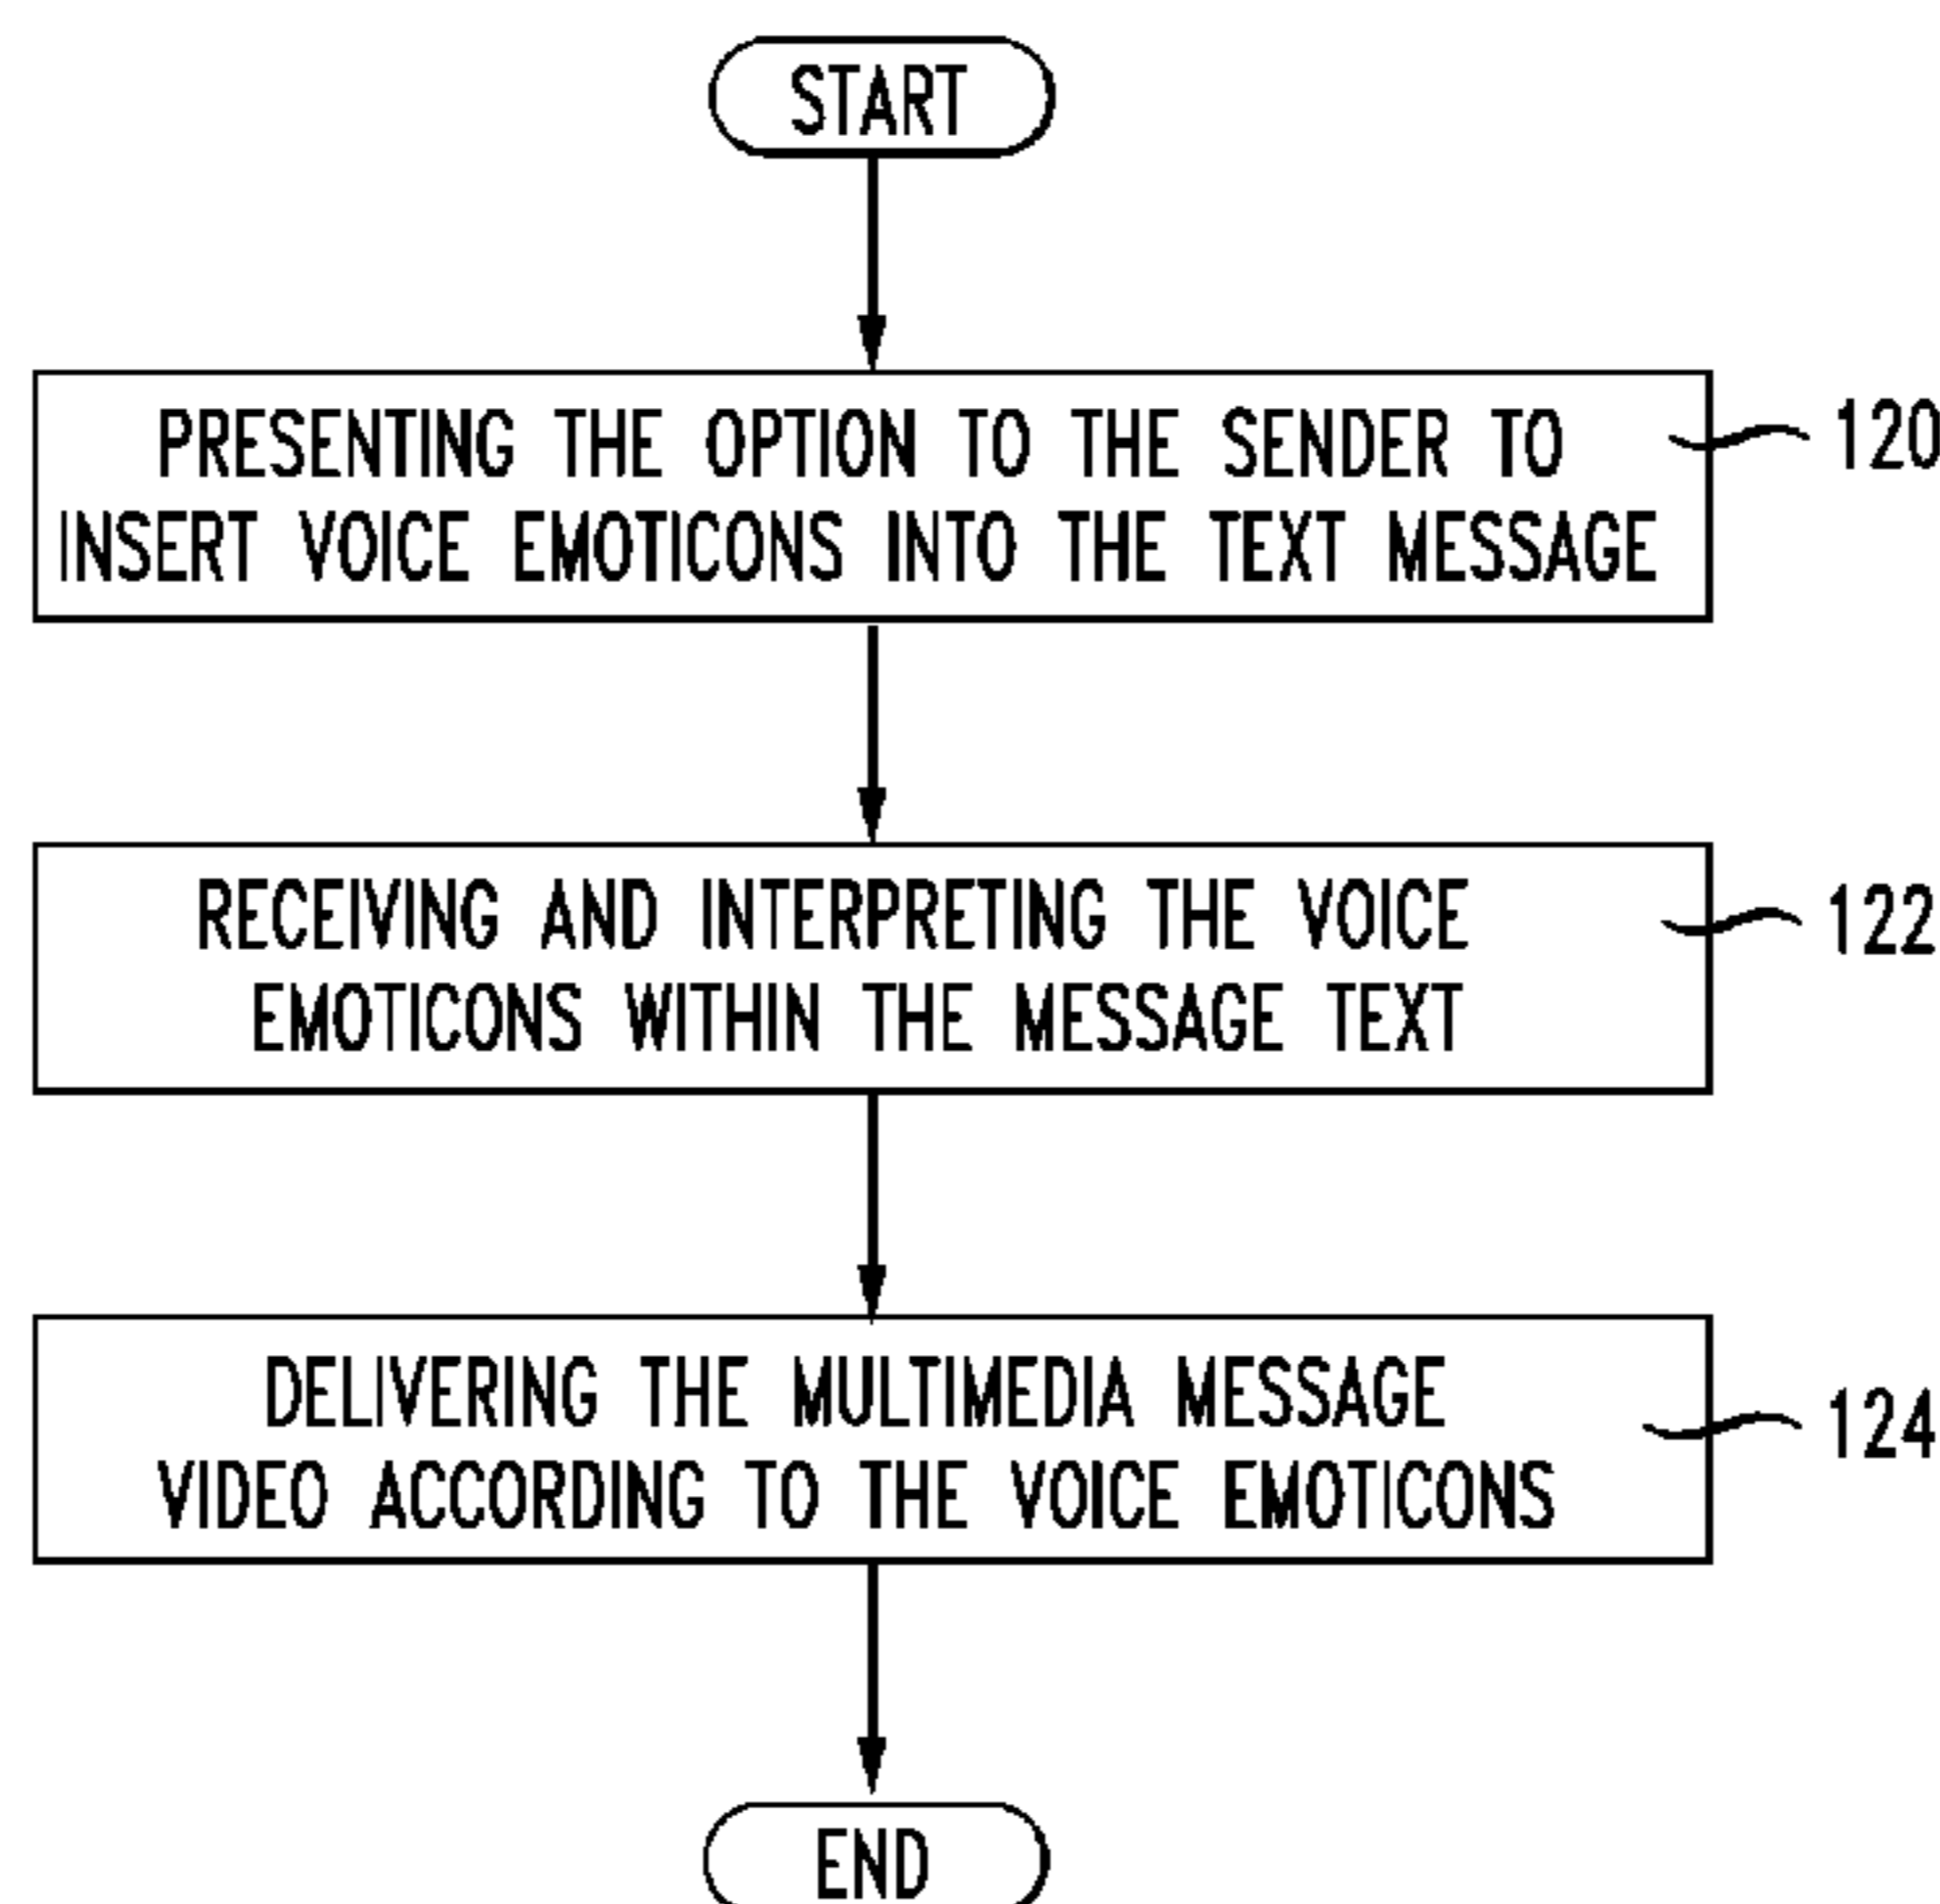 START
PRESENTING THE OPTION TO THE SENDER TO
INSERT VOICE EMOTICONS INTO THE TEXT MESSAGE
120
RECEIVING AND INTERPRETING THE VOICE
EMOTICONS WITHIN THE MESSAGE TEXT
122
DELIVERING THE MULTIMEDIA MESSAGE
VIDEO ACCORDING TO THE VOICE EMOTICONS
124
END